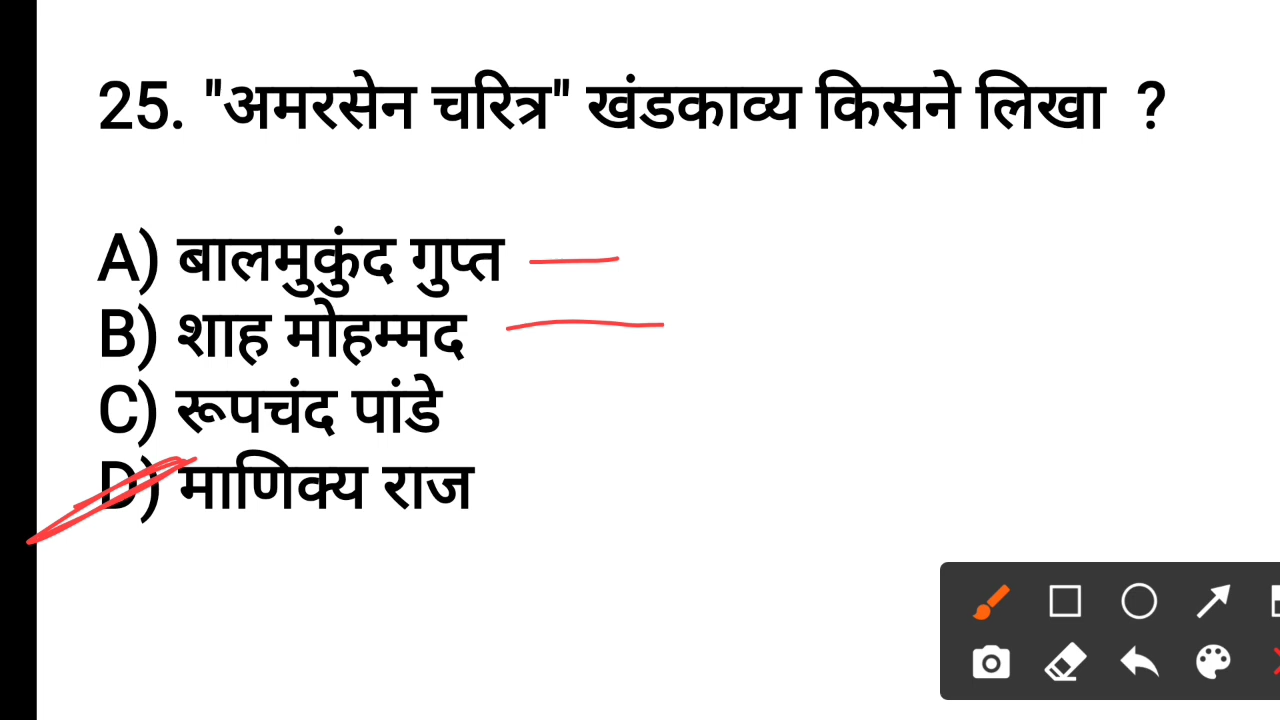 25. "अमरसेन चरित्र" खंडकाव्य किसने लिखा ?
A) बालमुकुंद गुप्त
B) शाह मोहम्मद
C) रूपचंद पांडे
D) माणिक्य राज